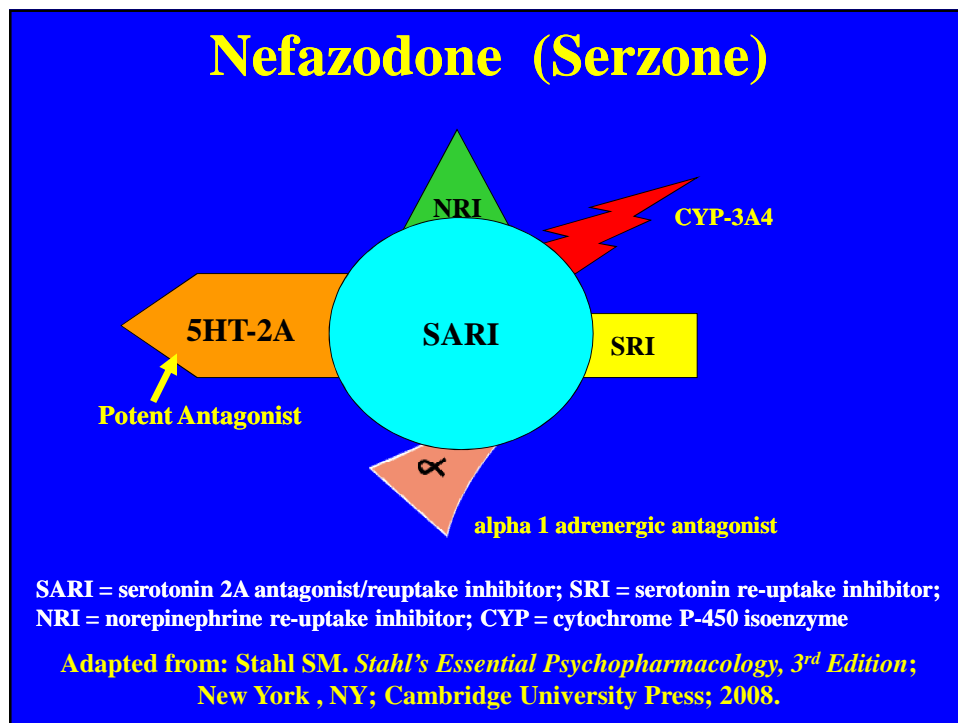 Nefazodone (Serzone)
NRI
CYP-3A4
5HT-2A
SARI
SRI
Potent Antagonist
α
alpha 1 adrenergic antagonist
SARI = serotonin 2A antagonist/reuptake inhibitor; SRI = serotonin re-uptake inhibitor;
NRI = norepinephrine re-uptake inhibitor; CYP = cytochrome P-450 isoenzyme
Adapted from: Stahl SM. Stahl’s Essential Psychopharmacology, 3rd Edition;
New York , NY; Cambridge University Press; 2008.